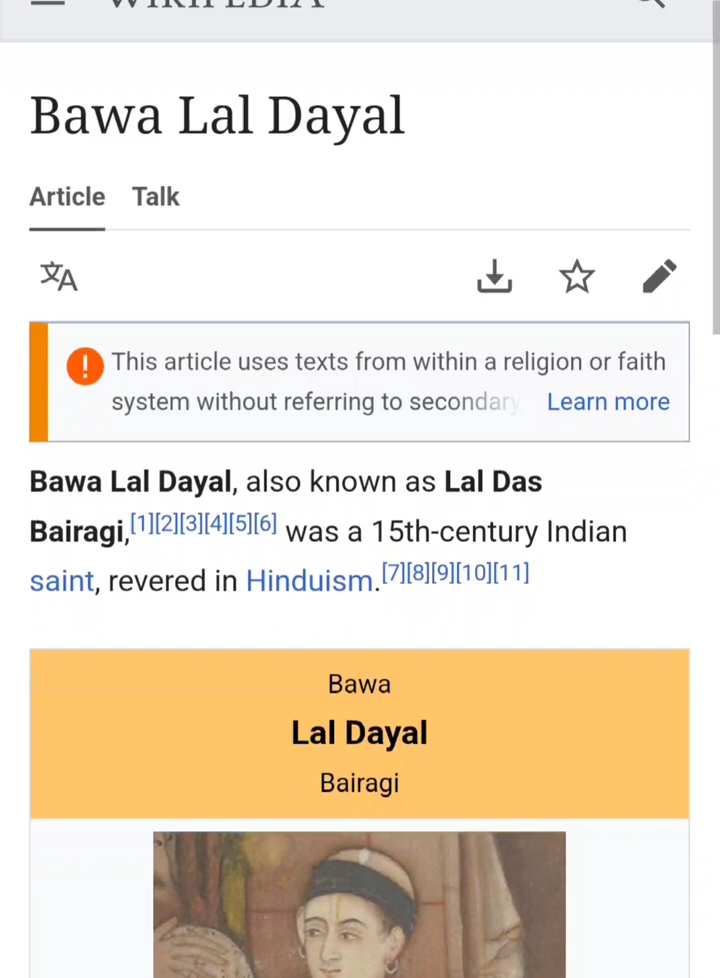 WIKIPEDIA
Bawa Lal Dayal
Article Talk
This article uses texts from within a religion or faith
system without referring to secondary Learn more
Bawa Lal Dayal, also known as Lal Das
Bairagi,[1][2][3][4][5][6] was a 15th-century Indian
saint, revered in Hinduism.[7][8][9][10][11]
Bawa
Lal Dayal
Bairagi